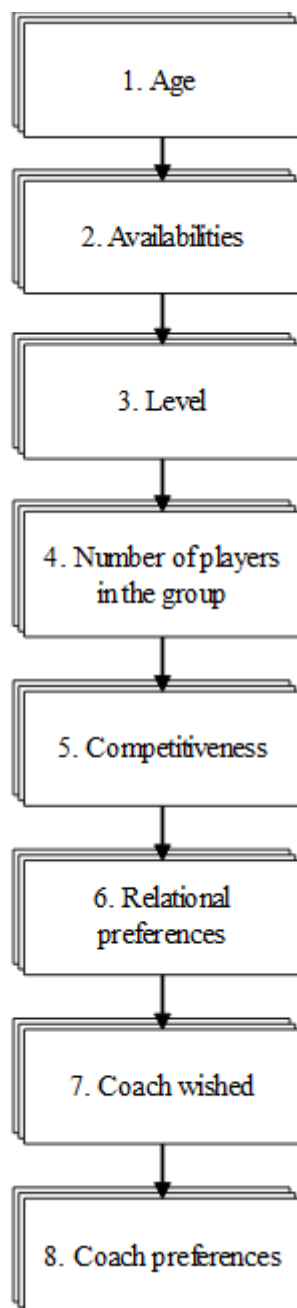 1. Age
2. Availabilities
3. Level
4. Number of players
in the group
5. Competitiveness
6. Relational
preferences
7. Coach wished
8. Coach preferences